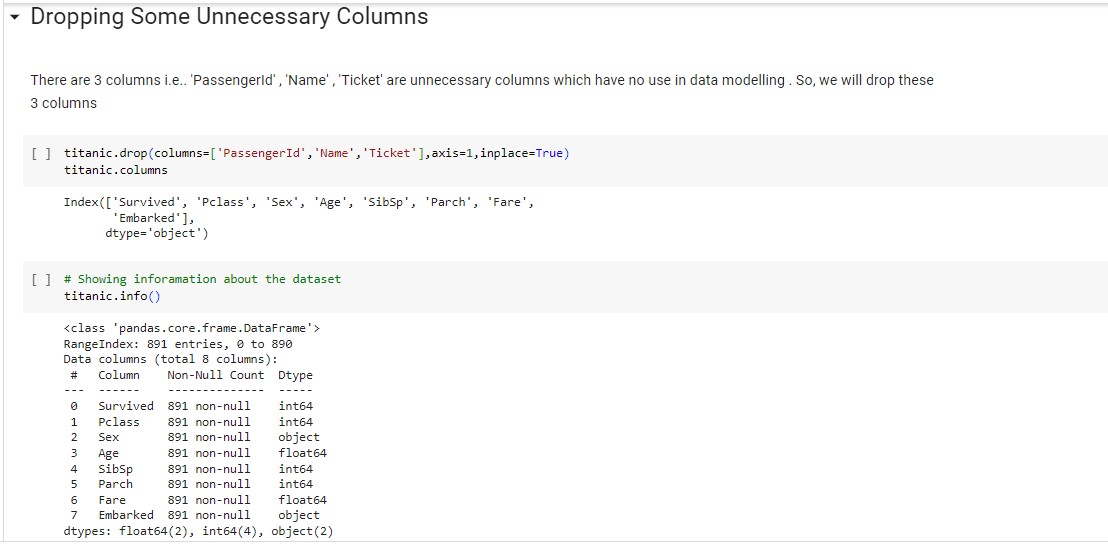 Dropping Some Unnecessary Columns
There are 3 columns i.e.. 'PassengerId' , 'Name' , 'Ticket' are unnecessary columns which have no use in data modelling . So, we will drop these
3 columns
[ ] titanic.drop(columns=['PassengerId','Name','Ticket'],axis=1,inplace=True)
titanic.columns
Index(['Survived', 'Pclass', 'Sex', 'Age', 'SibSp', 'Parch', 'Fare',
'Embarked'],
dtype='object')
[ ] # Showing inforamation about the dataset
titanic.info()
<class 'pandas.core.frame.DataFrame'>
RangeIndex: 891 entries, 0 to 890
Data columns (total 8 columns):
# Column Non-Null Count Dtype
--- ------ -------------- -----
0 Survived 891 non-null int64
1 Pclass 891 non-null int64
2 Sex 891 non-null object
3 Age 891 non-null float64
4 SibSp 891 non-null int64
5 Parch 891 non-null int64
6 Fare 891 non-null float64
7 Embarked 891 non-null object
dtypes: float64(2), int64(4), object(2)